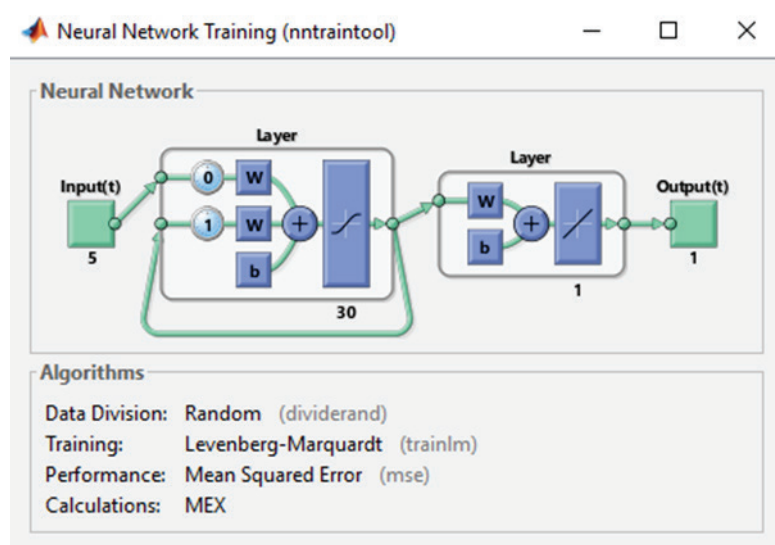 Neural Network Training (nntraintool)
Neural Network
Layer
Layer
Input(t)
Output(t)
0
W
1
W
b
+
W
b
+
5
30
1
1
Algorithms
Data Division: Random (dividerand)
Training: Levenberg-Marquardt (trainlm)
Performance: Mean Squared Error (mse)
Calculations: MEX